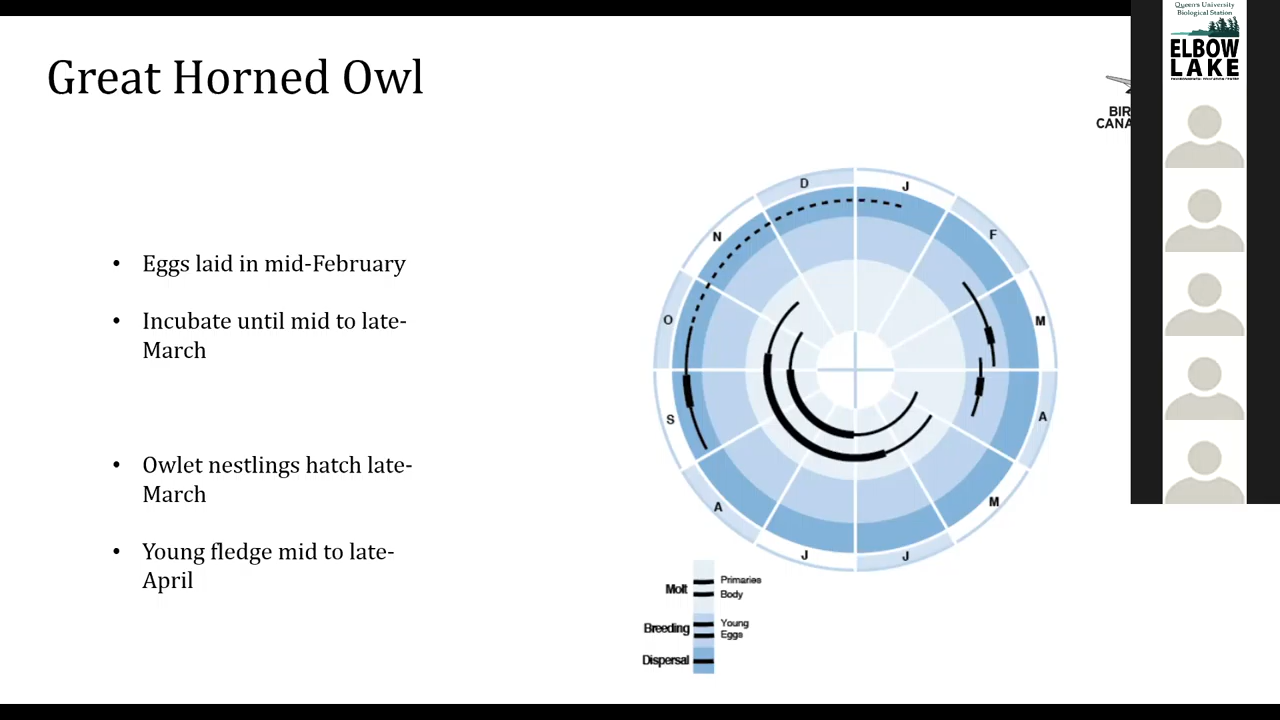 Great Horned Owl
• Eggs laid in mid-February
• Incubate until mid to late-
March
• Owlet nestlings hatch late-
March
• Young fledge mid to late-
April
BIR
CANA
Queen's University
Biological Station
ELBOW
LAKE
D
J
N
F
O
M
S
A
A
M
J
J
Molt
Primaries
Body
Breeding
Young
Eggs
Dispersal